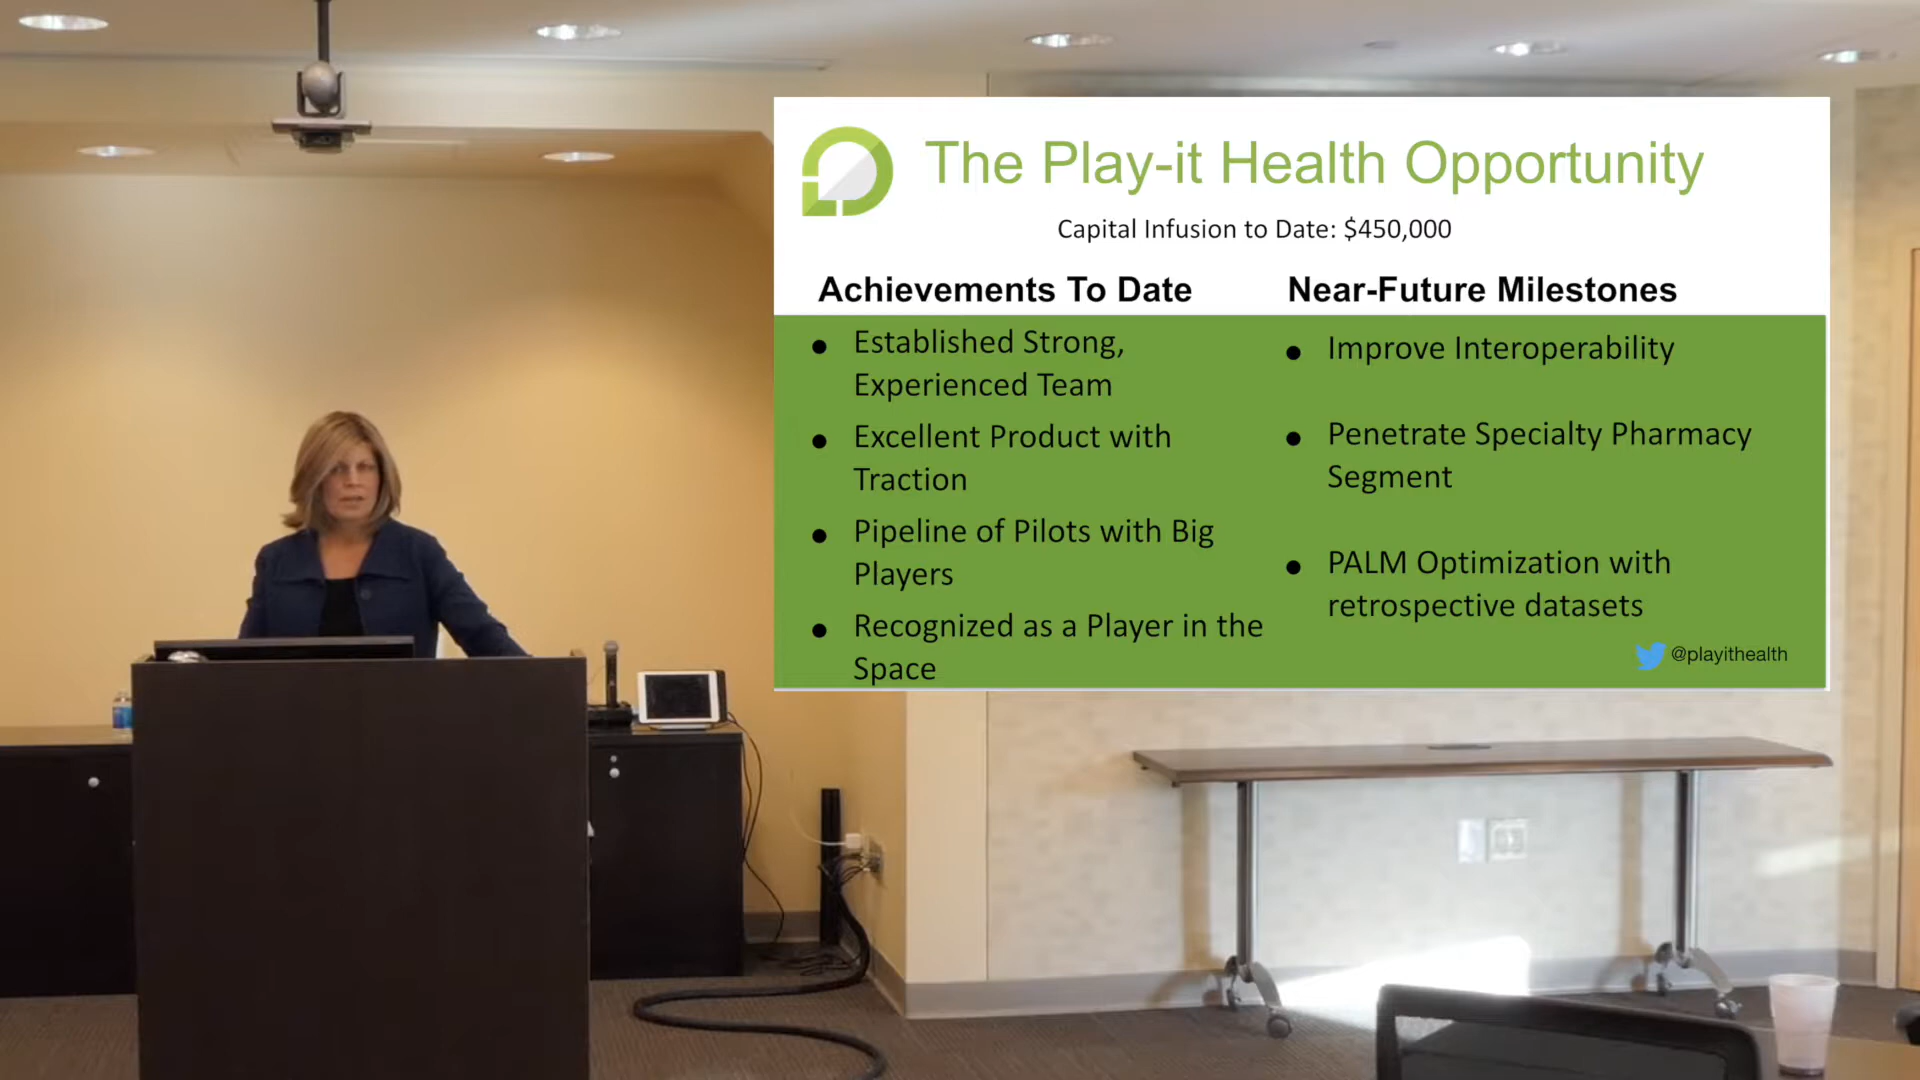 The Play-it Health Opportunity
Capital Infusion to Date: $450,000
Achievements To Date
Established Strong,
Experienced Team
Excellent Product with
Traction
Pipeline of Pilots with Big
Players
Recognized as a Player in the
Space
Near-Future Milestones
Improve Interoperability
Penetrate Specialty Pharmacy
Segment
PALM Optimization with
retrospective datasets
@playithealth